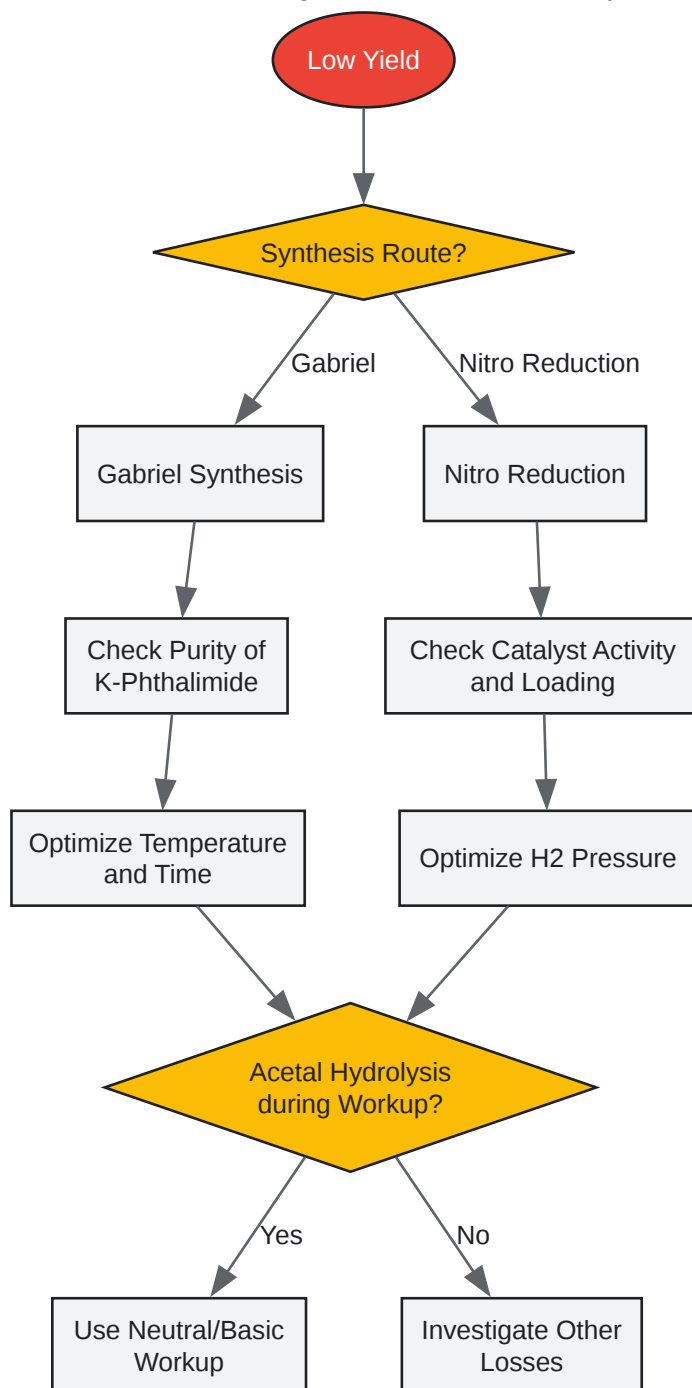 Low Yield
Synthesis Route?
Gabriel
Nitro Reduction
Gabriel Synthesis
Nitro Reduction
Check Purity of
K-Phthalimide
Check Catalyst Activity
and Loading
Optimize Temperature
and Time
Optimize H2 Pressure
Acetal Hydrolysis
during Workup?
Yes
No
Use Neutral/Basic
Workup
Investigate Other
Losses